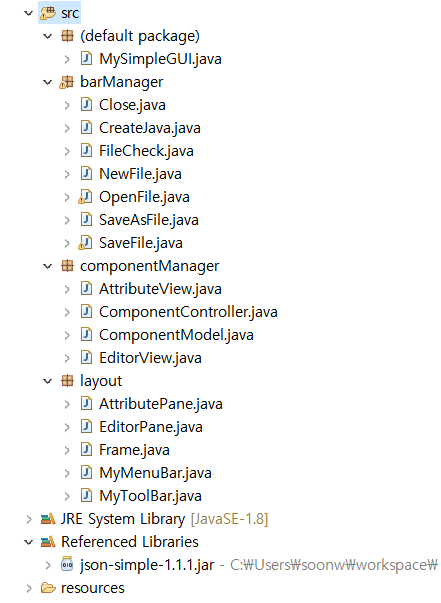 src
(default package)
MySimpleGUI.java
barManager
Close.java
CreateJava.java
FileCheck.java
NewFile.java
OpenFile.java
SaveAsFile.java
SaveFile.java
componentManager
AttributeView.java
ComponentController.java
ComponentModel.java
EditorView.java
layout
AttributePane.java
EditorPane.java
Frame.java
MyMenuBar.java
MyToolBar.java
JRE System Library [JavaSE-1.8]
Referenced Libraries
json-simple-1.1.1.jar - C:₩Users₩soonw₩workspace₩
resources